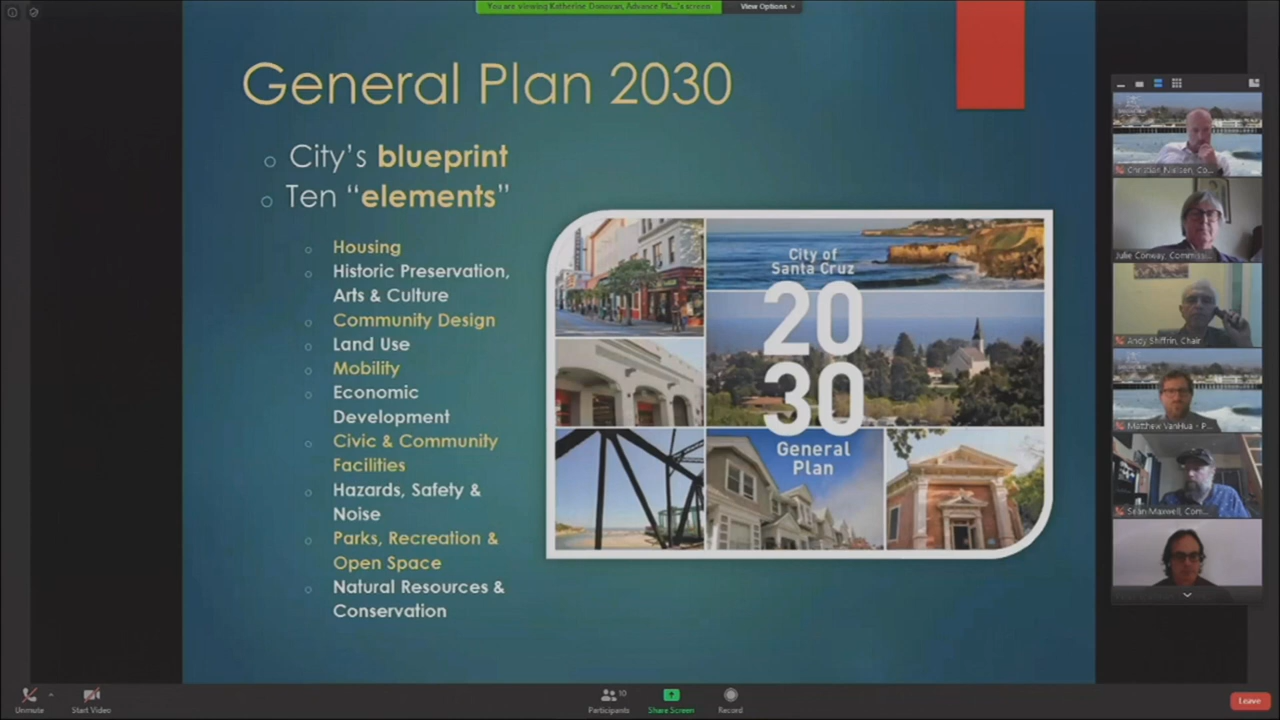 You are viewing Katherine Donovan, Advance Pla...'s screen
View Options
General Plan 2030
City's blueprint
Ten “elements”
Housing
Historic Preservation,
Arts & Culture
Community Design
Land Use
Mobility
Economic
Development
Civic & Community
Facilities
Hazards, Safety &
Noise
Parks, Recreation &
Open Space
Natural Resources &
Conservation
City of
Santa Cruz
20
30
General
Plan
Christian Nielsen, Co...
Julie Conway, Commiss...
Andy Shiffrin, Chair
Matthew VanHua - P...
Sean Maxwell, Com...
Unmute
Start Video
Participants
10
Share Screen
Record
Leave